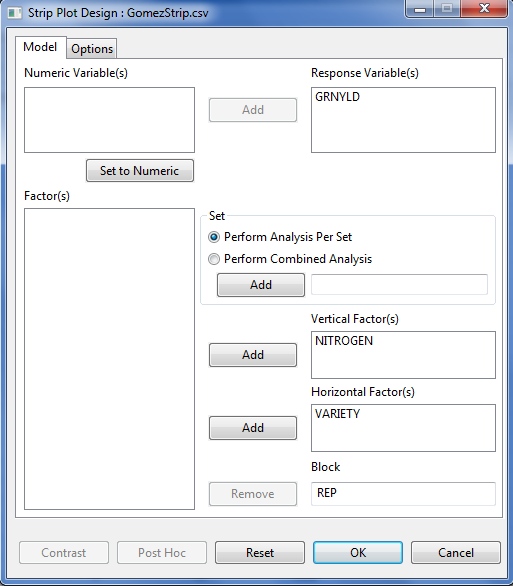 Strip Plot Design : GomezStrip.csv
Model
Options
Numeric Variable(s)
Response Variable(s)
GRNYLD
Add
Set to Numeric
Factor(s)
Set
Perform Analysis Per Set
Perform Combined Analysis
Add
Vertical Factor(s)
NITROGEN
Add
Horizontal Factor(s)
VARIETY
Add
Block
Remove
REP
Contrast
Post Hoc
Reset
OK
Cancel